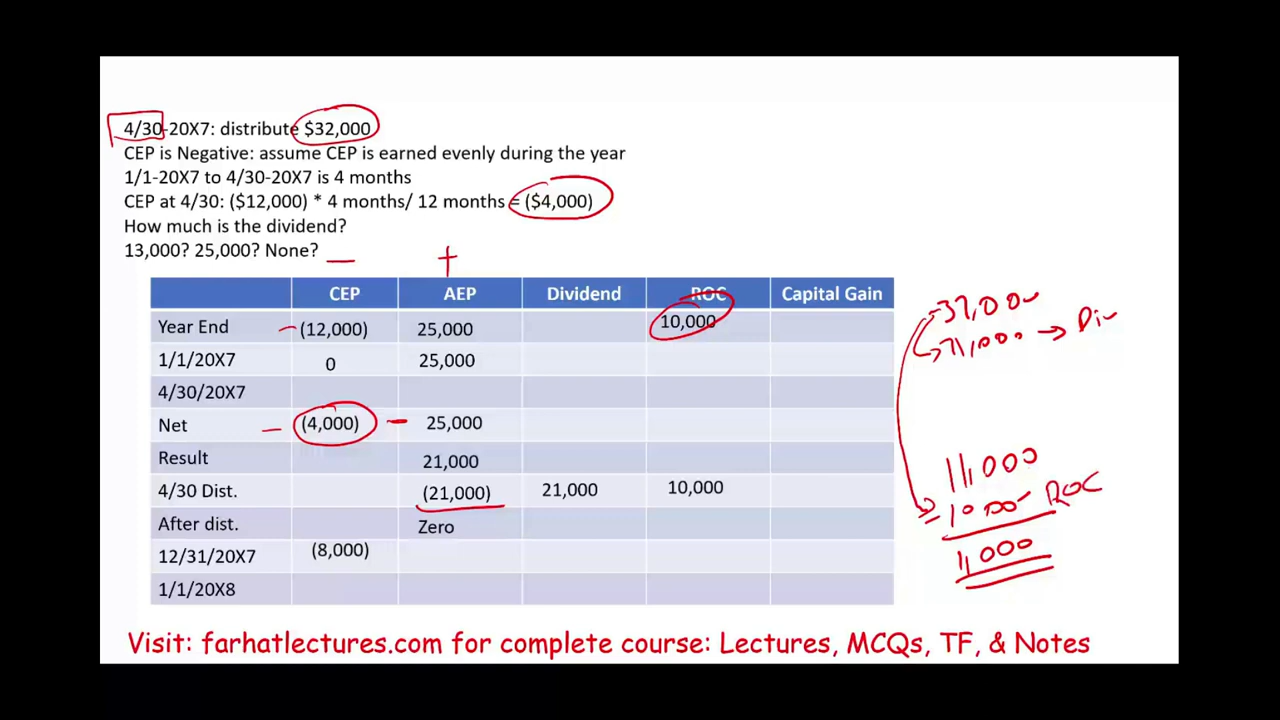 4/30-20X7: distribute $32,000
CEP is Negative: assume CEP is earned evenly during the year
1/1-20X7 to 4/30-20X7 is 4 months
CEP at 4/30: ($12,000) * 4 months/ 12 months = ($4,000)
How much is the dividend?
13,000? 25,000? None?
− +
CEP AEP Dividend ROC Capital Gain
Year End (12,000) 25,000 10,000
1/1/20X7 0 25,000
4/30/20X7
Net (4,000) 25,000
Result 21,000
4/30 Dist. (21,000) 21,000 10,000
After dist. Zero
12/31/20X7 (8,000)
1/1/20X8
Div
11,000
ROC
1,000
Visit: farhatlectures.com for complete course: Lectures, MCQs, TF, & Notes